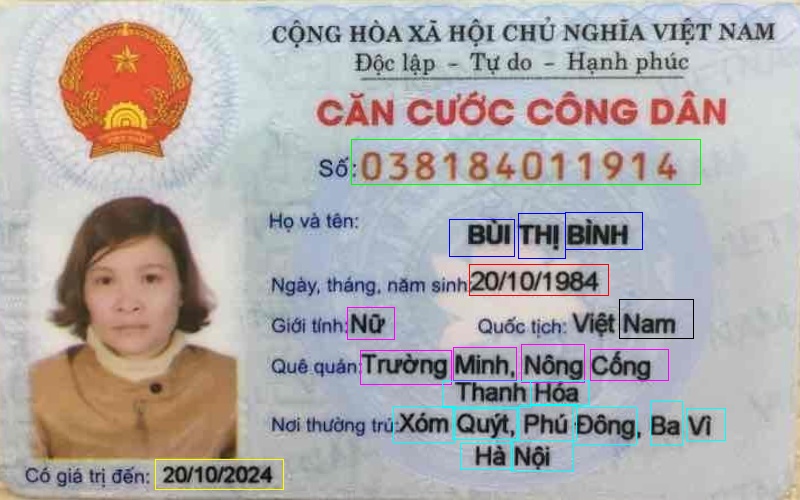 CỘNG HÒA XÃ HỘI CHỦ NGHĨA VIỆT NAM
Độc lập - Tự do - Hạnh phúc
CĂN CƯỚC CÔNG DÂN
Số: 038184011914
Họ và tên:
BÙI THỊ BÌNH
Ngày, tháng, năm sinh: 20/10/1984
Giới tính: Nữ Quốc tịch: Việt Nam
Quê quán: Trường Minh, Nông Cống
Thanh Hóa
Nơi thường trú: Xóm Quýt, Phú Đông, Ba Vì
Hà Nội
Có giá trị đến: 20/10/2024